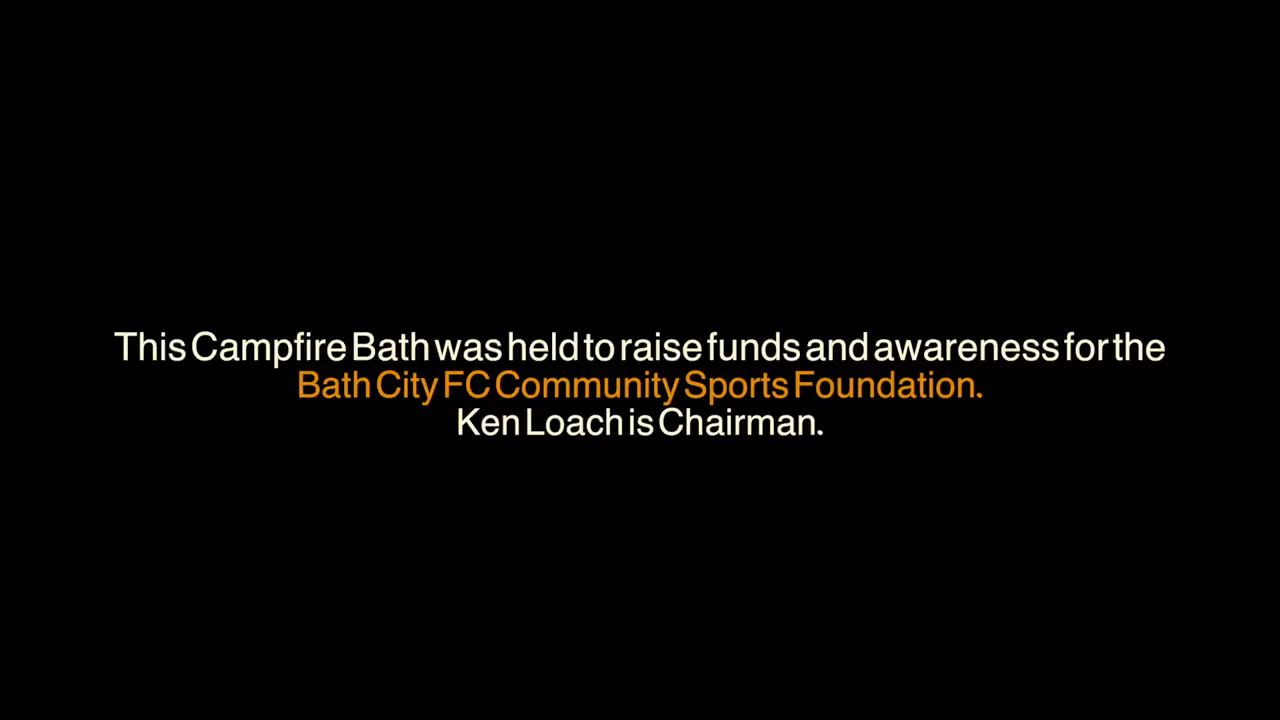 This Campfire Bath was held to raise funds and awareness for the
Bath City FC Community Sports Foundation.
Ken Loach is Chairman.